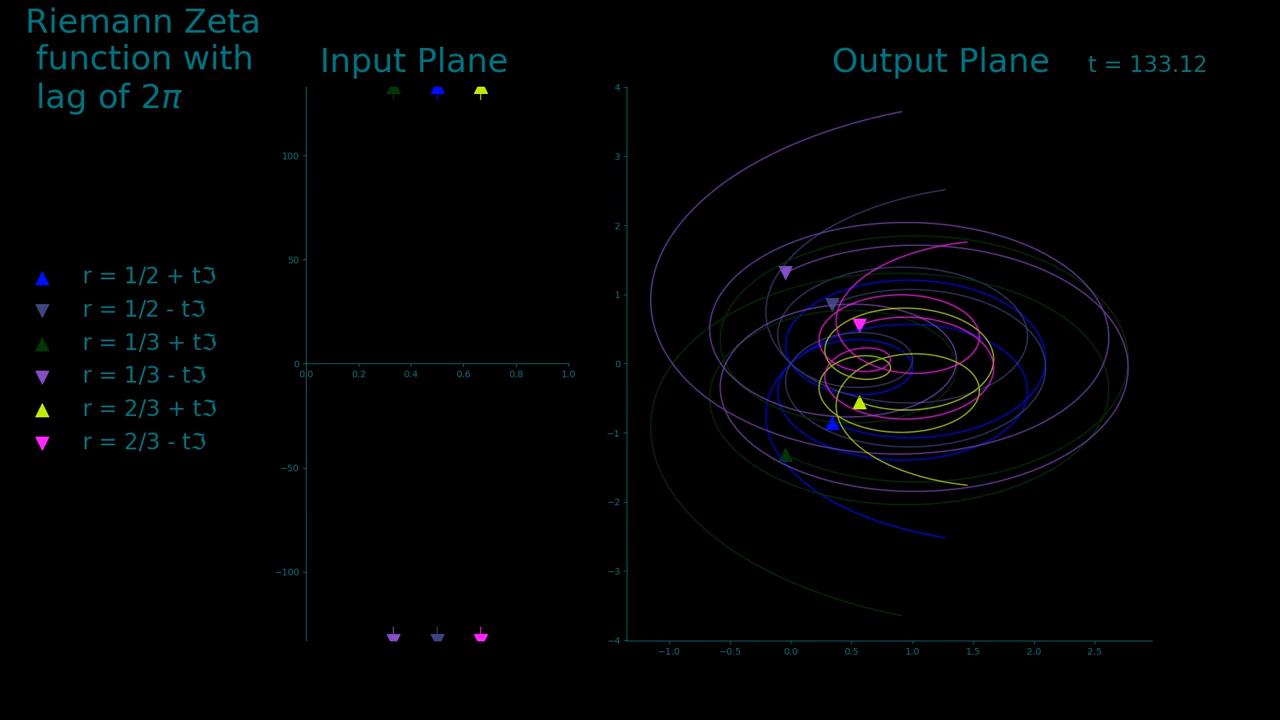 Riemann Zeta
function with
lag of 2π
Input Plane
Output Plane
t = 133.12
r = 1/2 + tℑ
r = 1/2 - tℑ
r = 1/3 + tℑ
r = 1/3 - tℑ
r = 2/3 + tℑ
r = 2/3 - tℑ
100
50
0
−50
−100
0.0 0.2 0.4 0.6 0.8 1.0
4
3
2
1
0
−1
−2
−3
−4
−1.0 −0.5 0.0 0.5 1.0 1.5 2.0 2.5